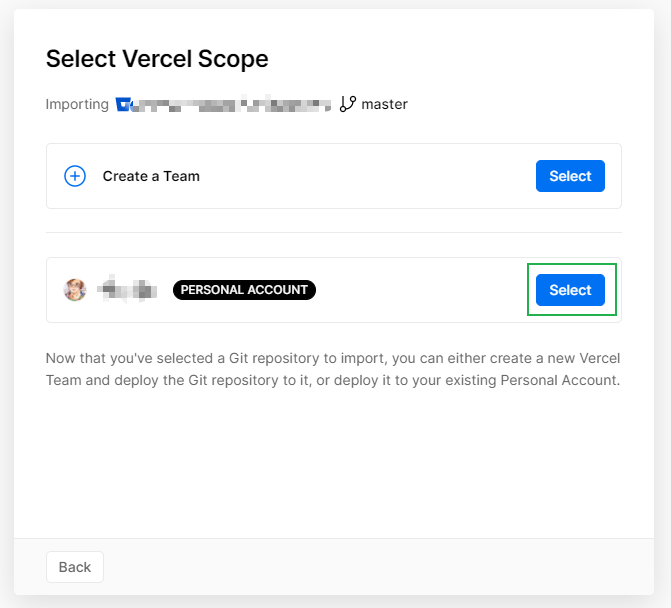 Select Vercel Scope
Importing master
Create a Team Select
PERSONAL ACCOUNT Select
Now that you've selected a Git repository to import, you can either create a new Vercel
Team and deploy the Git repository to it, or deploy it to your existing Personal Account.
Back